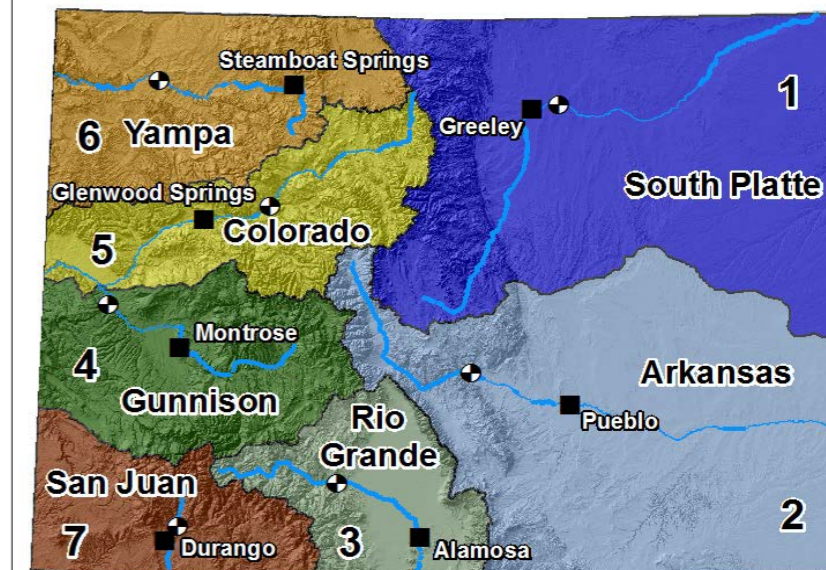 Steamboat Springs
1
6 Yampa
Greeley
South Platte
Glenwood Springs
Colorado
5
Montrose
4
Gunnison
Arkansas
Rio
Grande
Pueblo
San Juan
7
Durango
3
Alamosa
2